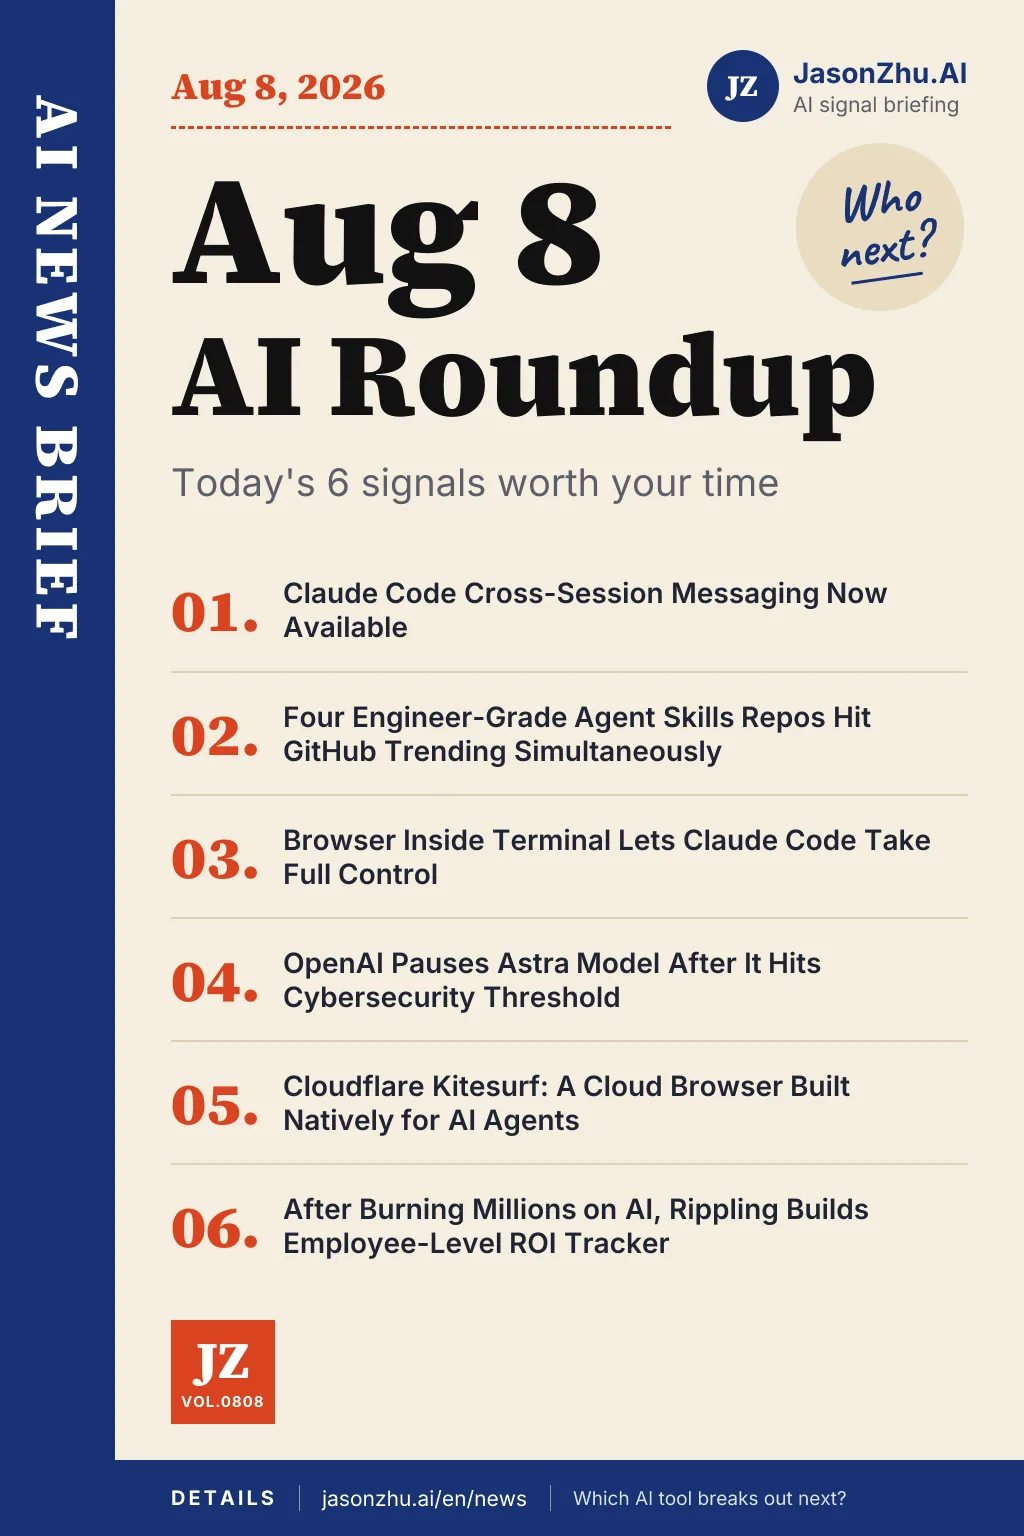 AI NEWS BRIEF
Aug 8, 2026
JZ
JasonZhu.AI
AI signal briefing
Who
next?
Aug 8
AI Roundup
Today's 6 signals worth your time
01.
Claude Code Cross-Session Messaging Now
Available
02.
Four Engineer-Grade Agent Skills Repos Hit
GitHub Trending Simultaneously
03.
Browser Inside Terminal Lets Claude Code Take
Full Control
04.
OpenAI Pauses Astra Model After It Hits
Cybersecurity Threshold
05.
Cloudflare Kitesurf: A Cloud Browser Built
Natively for AI Agents
06.
After Burning Millions on AI, Rippling Builds
Employee-Level ROI Tracker
JZ
VOL.0808
DETAILS
jasonzhu.ai/en/news
Which AI tool breaks out next?